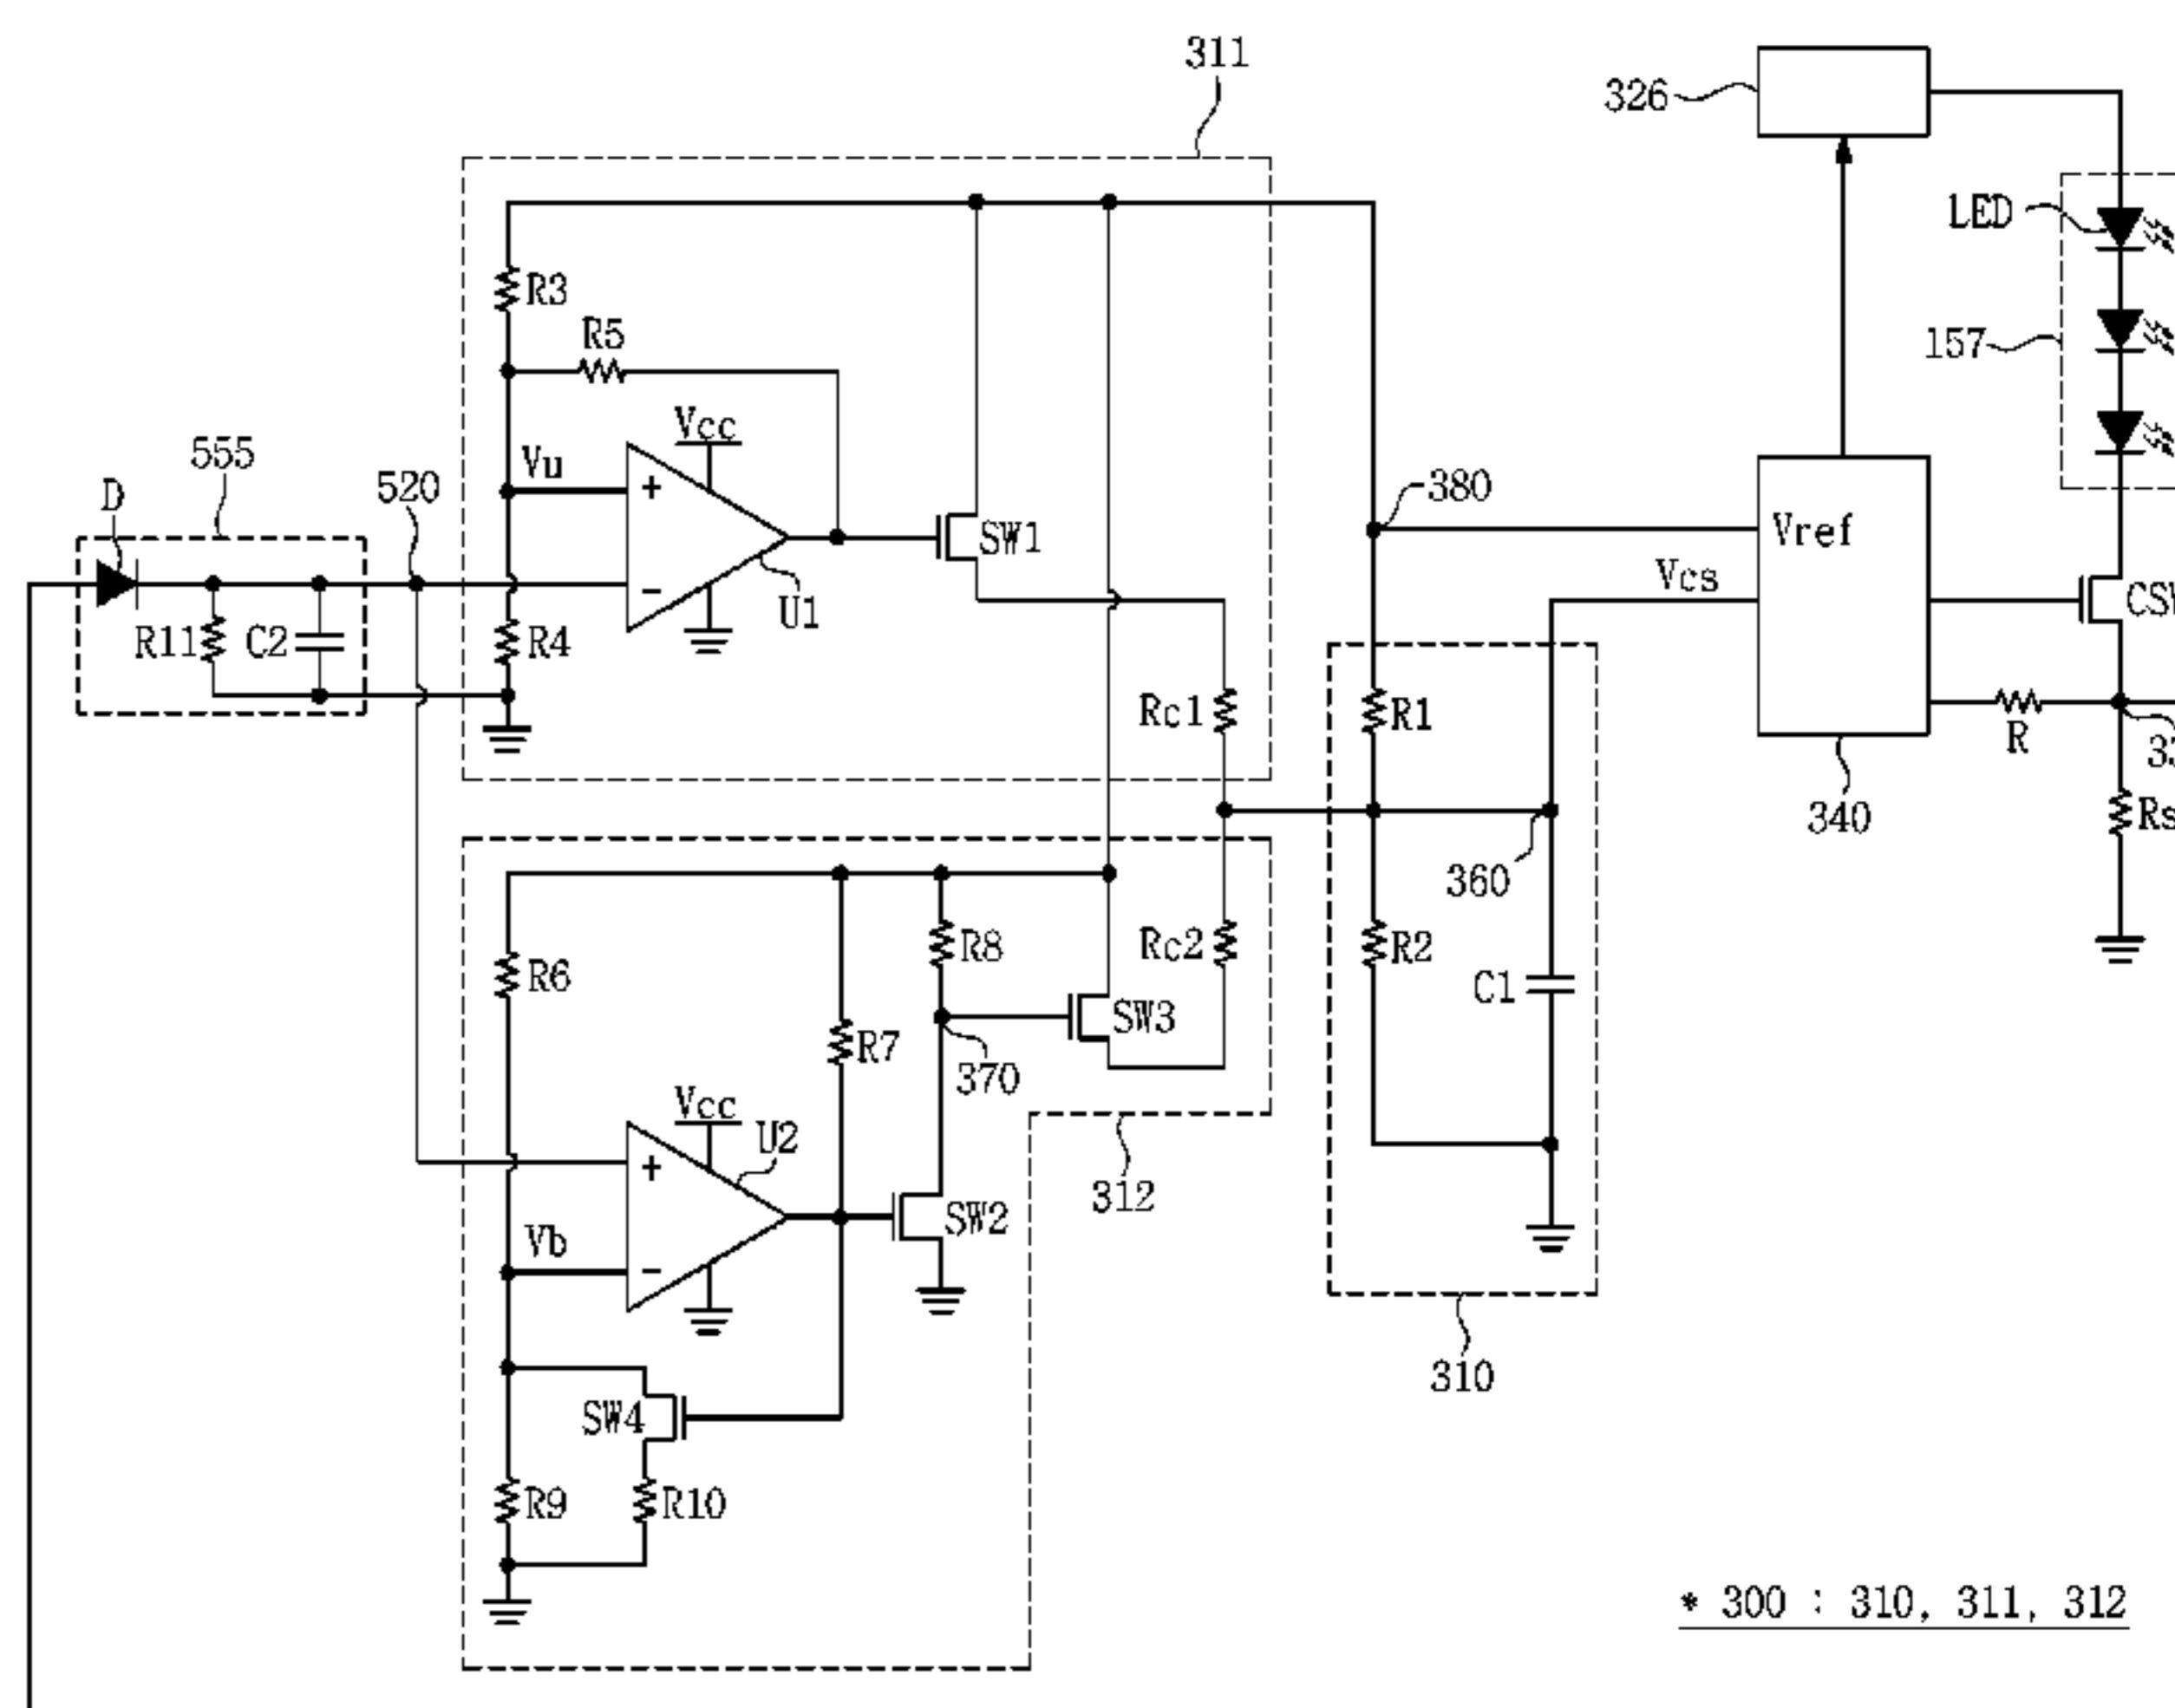 311
326
LED
R3
R5
157
Vcc
555
Vu
520
380
D
Vref
SW1
Vcs
U1
R11
C2
R4
Rc1
R1
R
340
Rs
360
R6
R8
Rc2
R2
C1
SW3
R7
370
Vcc
U2
312
SW2
Vb
310
SW4
R9
R10
* 300 : 310, 311, 312